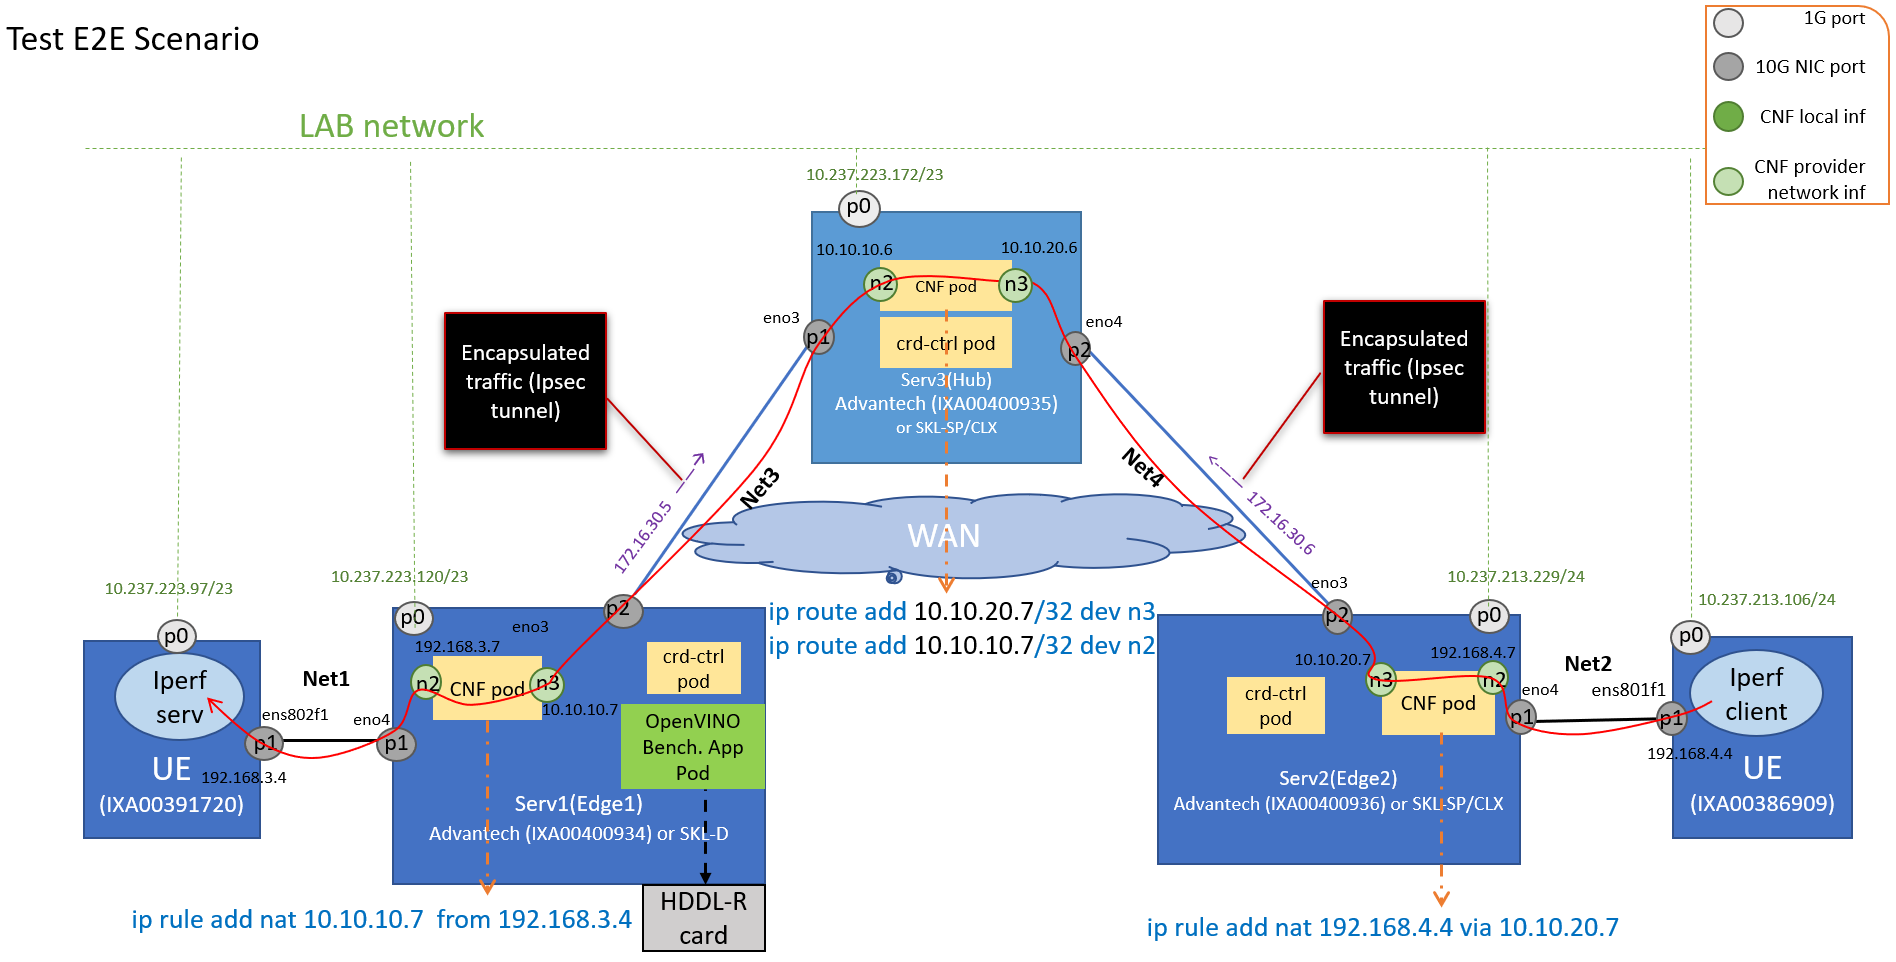 Test E2E Scenario
1G port
10G NIC port
CNF local inf
CNF provider
network inf
LAB network
10.237.223.172/23
p0
10.10.10.6
10.10.20.6
n2
CNF pod
n3
eno3
p1
eno4
p2
crd-ctrl pod
Serv3(Hub)
Advantech (IXA00400935)
or SKL-SP/CLX
Encapsulated
traffic (Ipsec
tunnel)
Encapsulated
traffic (Ipsec
tunnel)
172.16.30.5
Net3
Net4
172.16.30.6
WAN
ip route add 10.10.20.7/32 dev n3
ip route add 10.10.10.7/32 dev n2
10.237.223.97/23
p0
Iperf
serv
ens802f1
p1
192.168.3.4
UE
(IXA00391720)
Net1
10.237.223.120/23
p0
eno3
p2
192.168.3.7
n2
CNF pod
n3
10.10.10.7
eno4
p1
crd-ctrl
pod
OpenVINO
Bench. App
Pod
Serv1(Edge1)
Advantech (IXA00400934) or SKL-D
HDDL-R
card
ip rule add nat 10.10.10.7 from 192.168.3.4
eno3
p2
10.237.213.229/24
p0
10.10.20.7
192.168.4.7
n3
n2
CNF pod
crd-ctrl
pod
eno4
p1
Serv2(Edge2)
Advantech (IXA00400936) or SKL-SP/CLX
ip rule add nat 192.168.4.4 via 10.10.20.7
Net2
10.237.213.106/24
p0
ens801f1
p1
Iperf
client
192.168.4.4
UE
(IXA00386909)